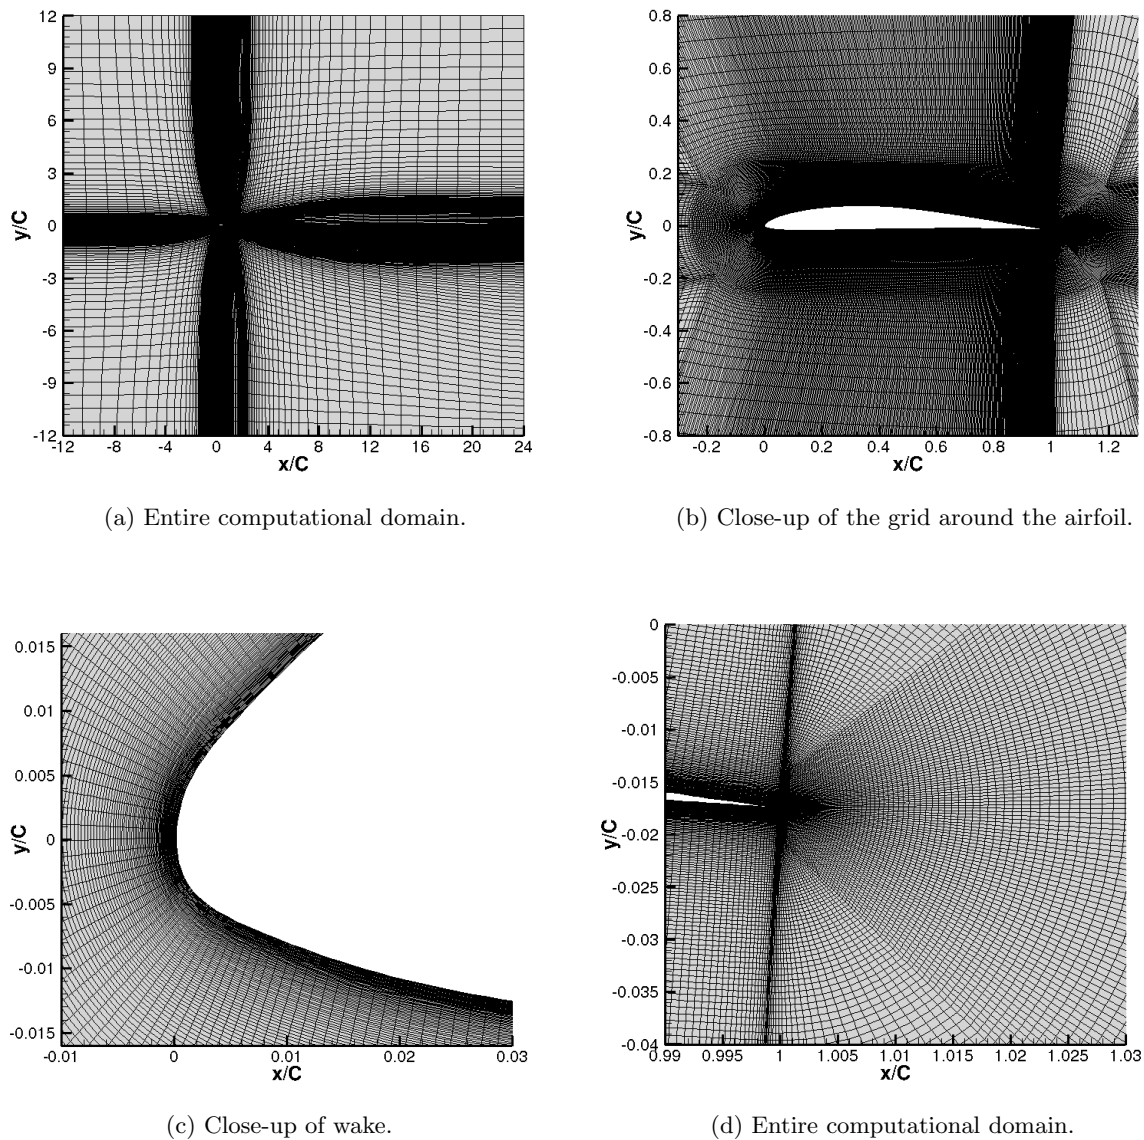 12
9
6
3
0
-3
-6
-9
-12
y/C
-12 -8 -4 0 4 8 12 16 20 24
x/C
0.8
0.6
0.4
0.2
0
-0.2
-0.4
-0.6
-0.8
y/C
-0.2 0 0.2 0.4 0.6 0.8 1 1.2
x/C
(a) Entire computational domain.
(b) Close-up of the grid around the airfoil.
0.015
0.01
0.005
0
-0.005
-0.01
-0.015
y/C
-0.01 0 0.01 0.02 0.03
x/C
0
-0.005
-0.01
-0.015
-0.02
-0.025
-0.03
-0.035
-0.04
y/C
0.99 0.995 1 1.005 1.01 1.015 1.02 1.025 1.03
x/C
(c) Close-up of wake.
(d) Entire computational domain.